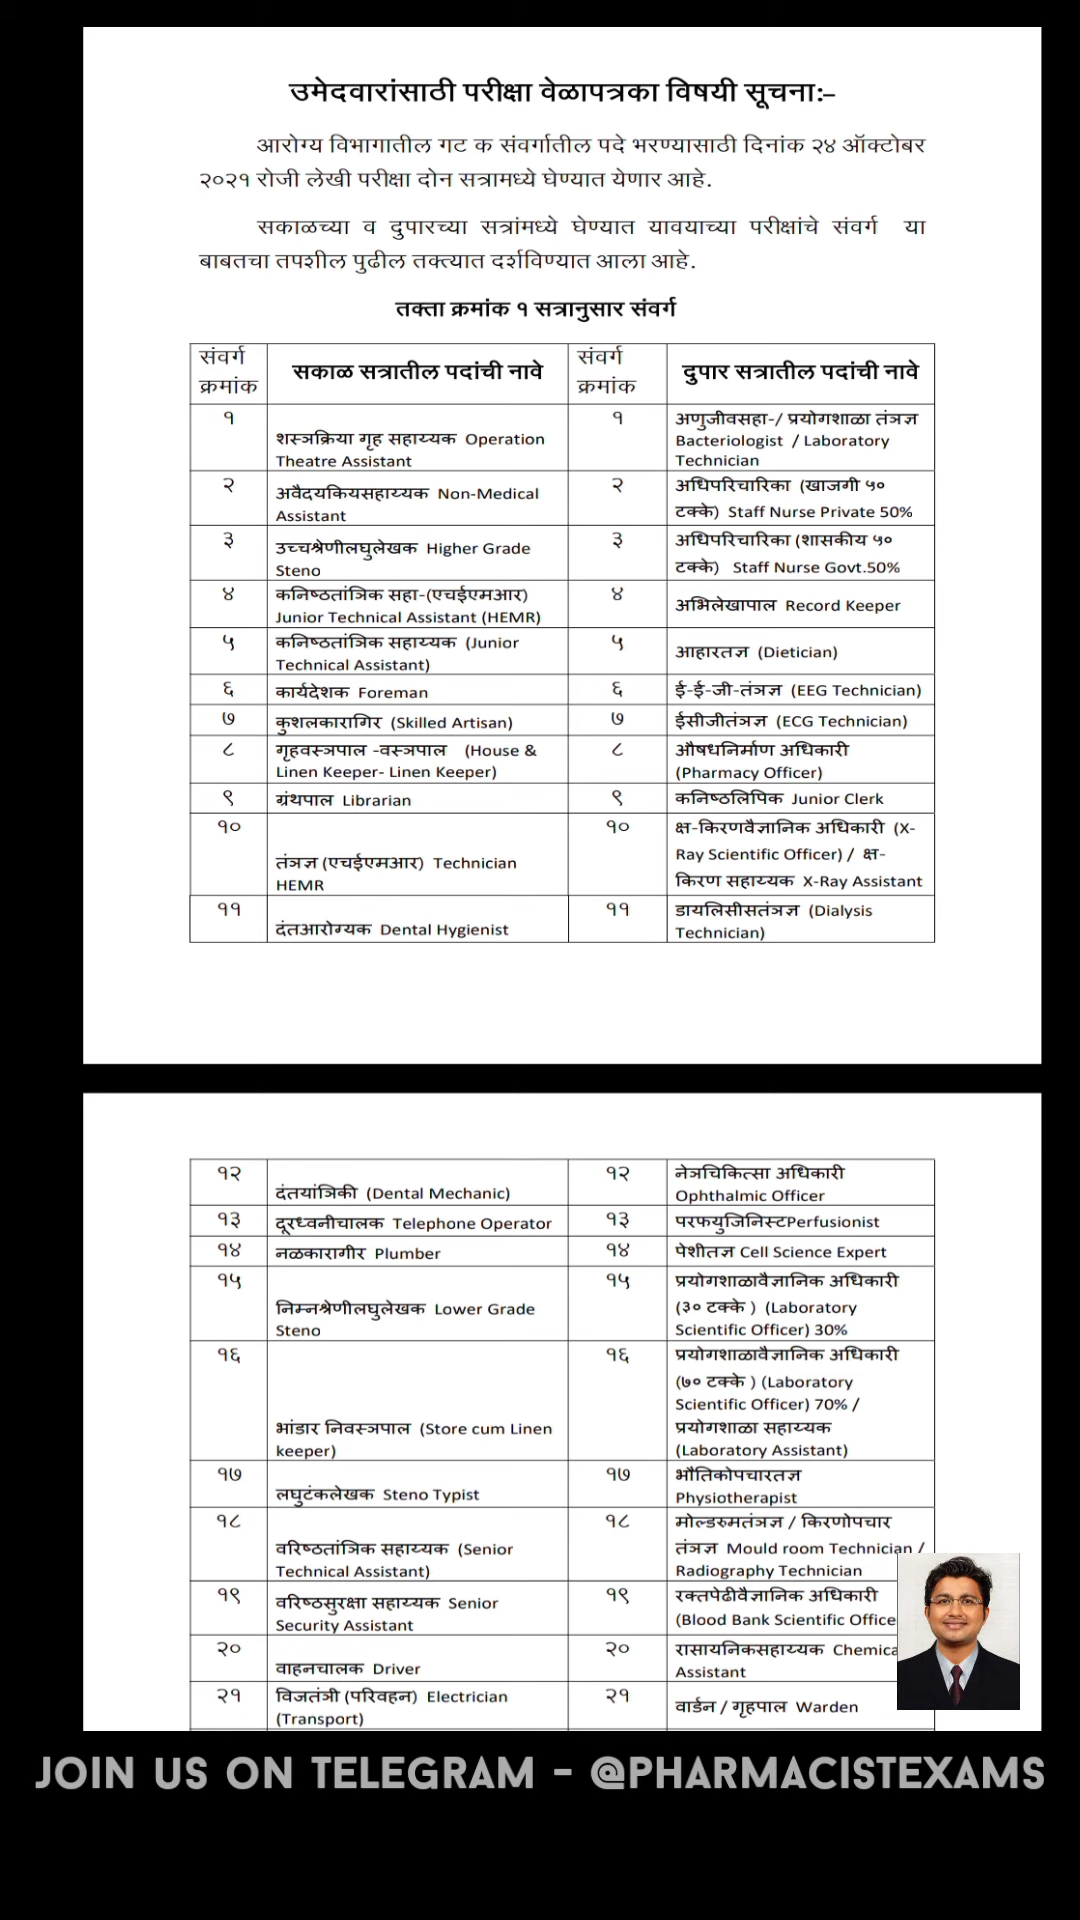 उमेदवारांसाठी परीक्षा वेळापत्रका विषयी सूचना:-
आरोग्य विभागातील गट क संवर्गातील पदे भरण्यासाठी दिनांक २४ ऑक्टोबर
२०२१ रोजी लेखी परीक्षा दोन सत्रामध्ये घेण्यात येणार आहे.
सकाळच्या व दुपारच्या सत्रांमध्ये घेण्यात यावयाच्या परीक्षांचे संवर्ग या
बाबतचा तपशील पुढील तक्त्यात दर्शविण्यात आला आहे.
तक्ता क्रमांक १ सत्रानुसार संवर्ग
संवर्ग क्रमांक सकाळ सत्रातील पदांची नावे संवर्ग क्रमांक दुपार सत्रातील पदांची नावे
१ शस्त्रक्रिया गृह सहाय्यक Operation
Theatre Assistant
१ अणुजीवसहा-/ प्रयोगशाळा तंत्रज्ञ
Bacteriologist / Laboratory
Technician
२ अवैदयकियसहाय्यक Non-Medical
Assistant
२ अधिपरिचारिका (खाजगी ५०
टक्के) Staff Nurse Private 50%
३ उच्चश्रेणीलघुलेखक Higher Grade
Steno
३ अधिपरिचारिका (शासकीय ५०
टक्के) Staff Nurse Govt.50%
४ कनिष्ठतांत्रिक सहा-(एचईएमआर)
Junior Technical Assistant (HEMR)
४ अभिलेखापाल Record Keeper
५ कनिष्ठतांत्रिक सहाय्यक (Junior
Technical Assistant)
५ आहारतज्ञ (Dietician)
६ कार्यदेशक Foreman
६ ई-ई-जी-तंत्रज्ञ (EEG Technician)
७ कुशलकारागिर (Skilled Artisan)
७ ईसीजीतंत्रज्ञ (ECG Technician)
८ गृहवस्त्रपाल -वस्त्रपाल (House &
Linen Keeper- Linen Keeper)
८ औषधनिर्माण अधिकारी
(Pharmacy Officer)
९ ग्रंथपाल Librarian
९ कनिष्ठलिपिक Junior Clerk
१० तंत्रज्ञ (एचईएमआर) Technician
HEMR
१० क्ष-किरणवैज्ञानिक अधिकारी (X-
Ray Scientific Officer) / क्ष-
किरण सहाय्यक X-Ray Assistant
११ दंतआरोग्यक Dental Hygienist
११ डायलिसीसतंत्रज्ञ (Dialysis
Technician)
१२ दंतयांत्रिकी (Dental Mechanic)
१२ नेत्रचिकित्सा अधिकारी
Ophthalmic Officer
१३ दूरध्वनीचालक Telephone Operator
१३ परफयुजिनिस्टPerfusionist
१४ नळकारागीर Plumber
१४ पेशीतज्ञ Cell Science Expert
१५ निम्नश्रेणीलघुलेखक Lower Grade
Steno
१५ प्रयोगशाळावैज्ञानिक अधिकारी
(३० टक्के ) (Laboratory
Scientific Officer) 30%
१६ भांडार निवस्त्रपाल (Store cum Linen
keeper)
१६ प्रयोगशाळावैज्ञानिक अधिकारी
(७० टक्के ) (Laboratory
Scientific Officer) 70% /
प्रयोगशाळा सहाय्यक
(Laboratory Assistant)
१७ लघुटंकलेखक Steno Typist
१७ भौतिकोपचारतज्ञ
Physiotherapist
१८ वरिष्ठतांत्रिक सहाय्यक (Senior
Technical Assistant)
१८ मोल्डरुमतंत्रज्ञ / किरणोपचार
तंत्रज्ञ Mould room Technician /
Radiography Technician
१९ वरिष्ठसुरक्षा सहाय्यक Senior
Security Assistant
१९ रक्तपेढीवैज्ञानिक अधिकारी
(Blood Bank Scientific Office
२० वाहनचालक Driver
२० रासायनिकसहाय्यक Chemica
Assistant
२१ विजतंत्री (परिवहन) Electrician
(Transport)
२१ वार्डन / गृहपाल Warden
JOIN US ON TELEGRAM - @PHARMACISTEXAMS